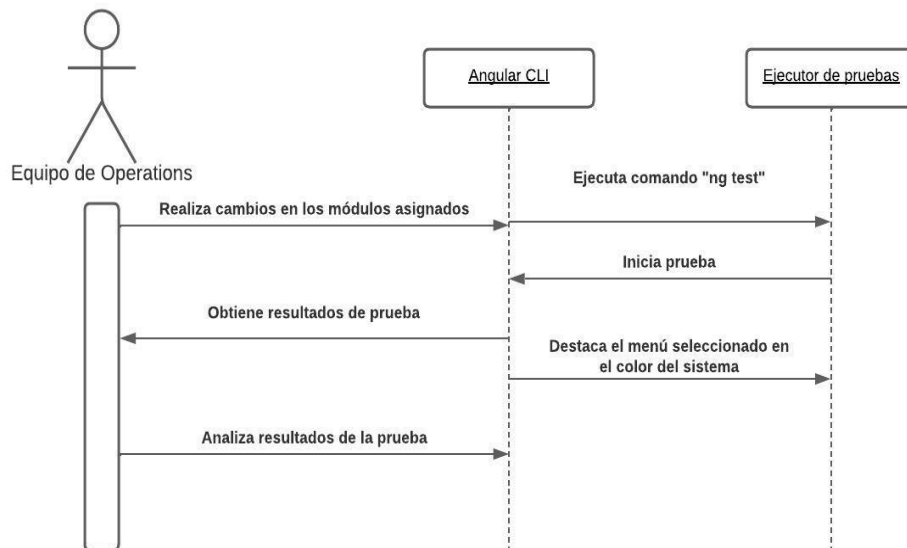 Angular CLI
Ejecutor de pruebas
Equipo de Operations
Ejecuta comando "ng test"
Realiza cambios en los módulos asignados
Inicia prueba
Obtiene resultados de prueba
Destaca el menú seleccionado en
el color del sistema
Analiza resultados de la prueba